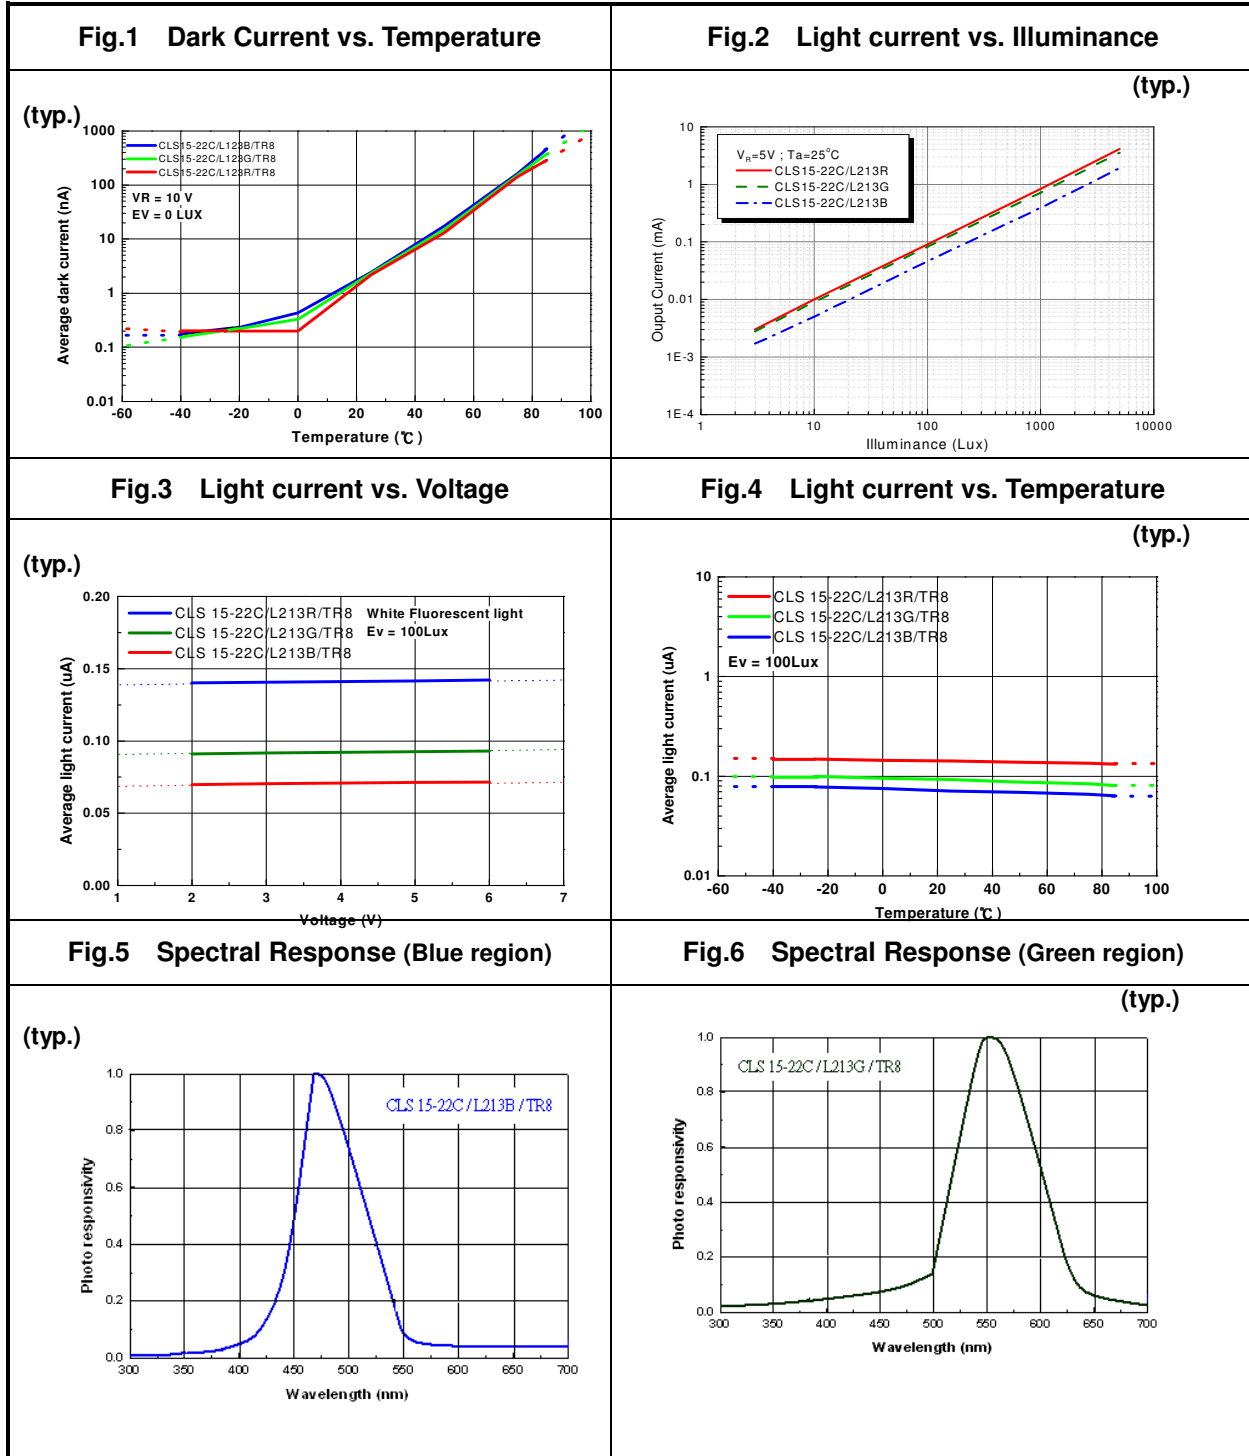 Fig.1 Dark Current vs. Temperature
Fig.2 Light current vs. Illuminance
(typ.)
1000
100
10
1
0.1
0.01
Average dark current (nA)
CLS15-22C/L123B/TR8
CLS15-22C/L123G/TR8
CLS15-22C/L123R/TR8
VR = 10 V
EV = 0 LUX
-60 -40 -20 0 20 40 60 80 100
Temperature (℃)
(typ.)
10
1
0.1
0.01
1E-3
1E-4
Ouput Current (mA)
VR=5V ; Ta=25°C
CLS15-22C/L213R
CLS15-22C/L213G
CLS15-22C/L213B
1 10 100 1000 10000
Illuminance (Lux)
Fig.3 Light current vs. Voltage
Fig.4 Light current vs. Temperature
(typ.)
0.20
0.15
0.10
0.05
0.00
Average light current (uA)
CLS 15-22C/L213R/TR8
CLS 15-22C/L213G/TR8
CLS 15-22C/L213B/TR8
White Fluorescent light
Ev = 100Lux
1 2 3 4 5 6 7
Voltage (V)
(typ.)
10
1
0.1
0.01
Average light current (uA)
CLS 15-22C/L213R/TR8
CLS 15-22C/L213G/TR8
CLS 15-22C/L213B/TR8
Ev = 100Lux
-60 -40 -20 0 20 40 60 80 100
Temperature (℃)
Fig.5 Spectral Response (Blue region)
Fig.6 Spectral Response (Green region)
(typ.)
1.0
0.8
0.6
0.4
0.2
0.0
Photo responsivity
CLS 15-22C / L213B / TR8
300 350 400 450 500 550 600 650 700
Wavelength (nm)
(typ.)
1.0
0.8
0.6
0.4
0.2
0.0
Photo responsivity
CLS 15-22C / L213G / TR8
300 350 400 450 500 550 600 650 700
Wavelength (nm)